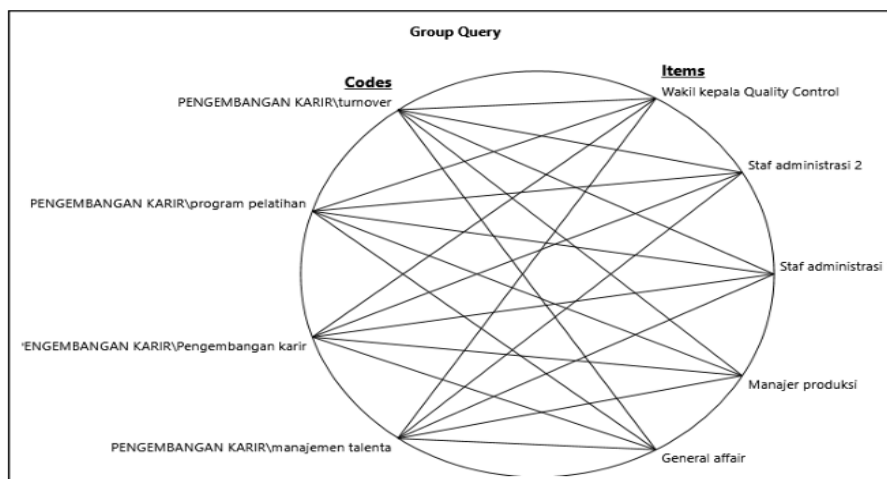 Group Query
Codes
Items
PENGEMBANGAN KARIR\turnover
Wakil kepala Quality Control
Staf administrasi 2
PENGEMBANGAN KARIR\program pelatihan
Staf administrasi
'ENGEMBANGAN KARIR\Pengembangan karir
Manajer produksi
PENGEMBANGAN KARIR\manajemen talenta
General affair